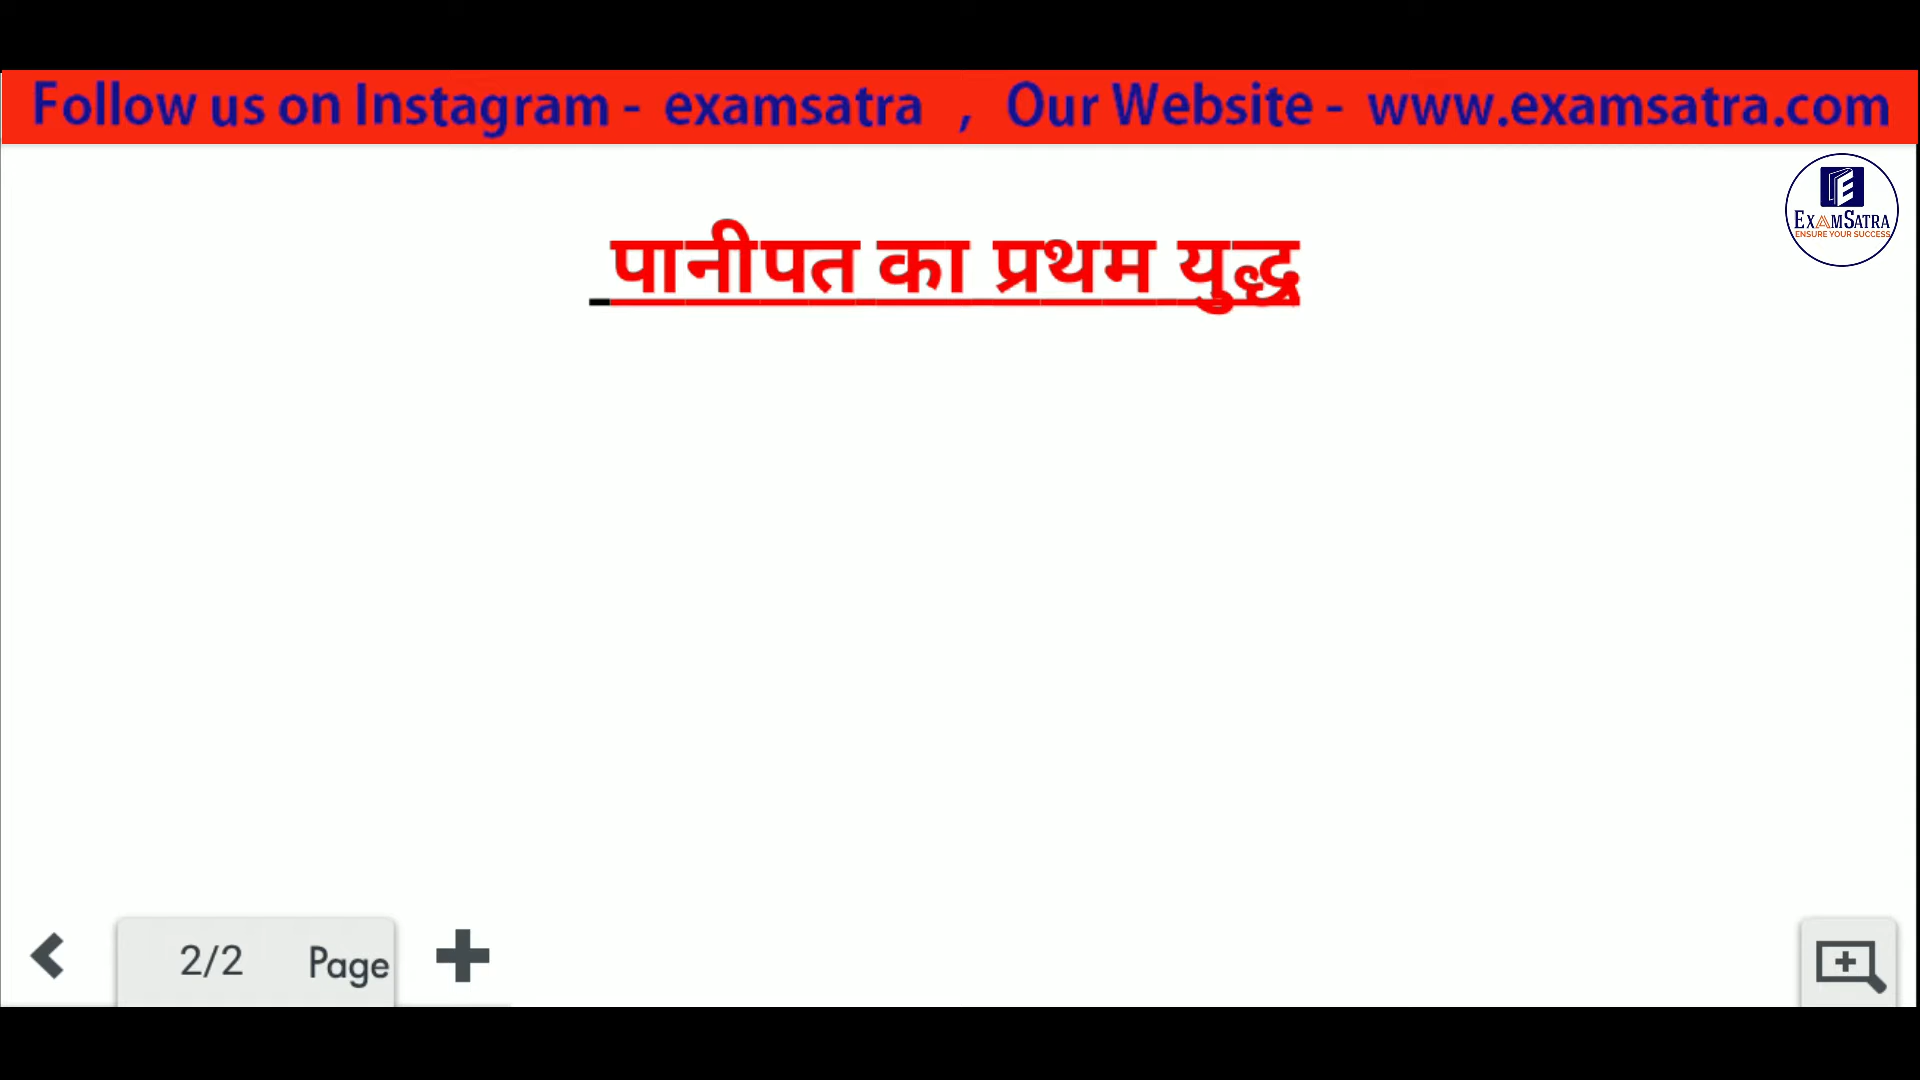 Follow us on Instagram - examsatra , Our Website - www.examsatra.com
EXAMSATRA
ENSURE YOUR SUCCESS
पानीपत का प्रथम युद्ध
2/2 Page